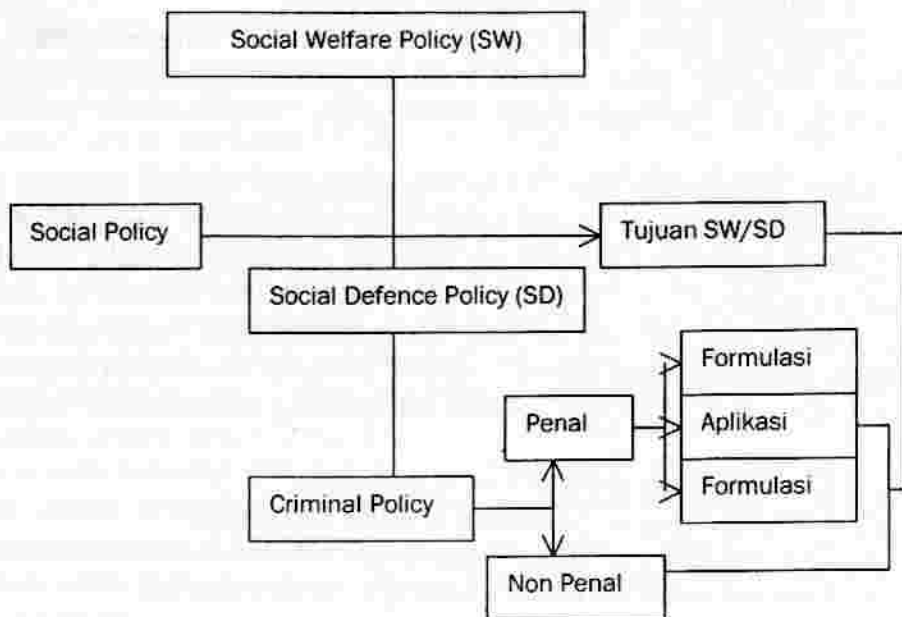 Social Welfare Policy (SW)
Social Policy
Tujuan SW/SD
Social Defence Policy (SD)
Formulasi
Penal
Aplikasi
Formulasi
Criminal Policy
Non Penal